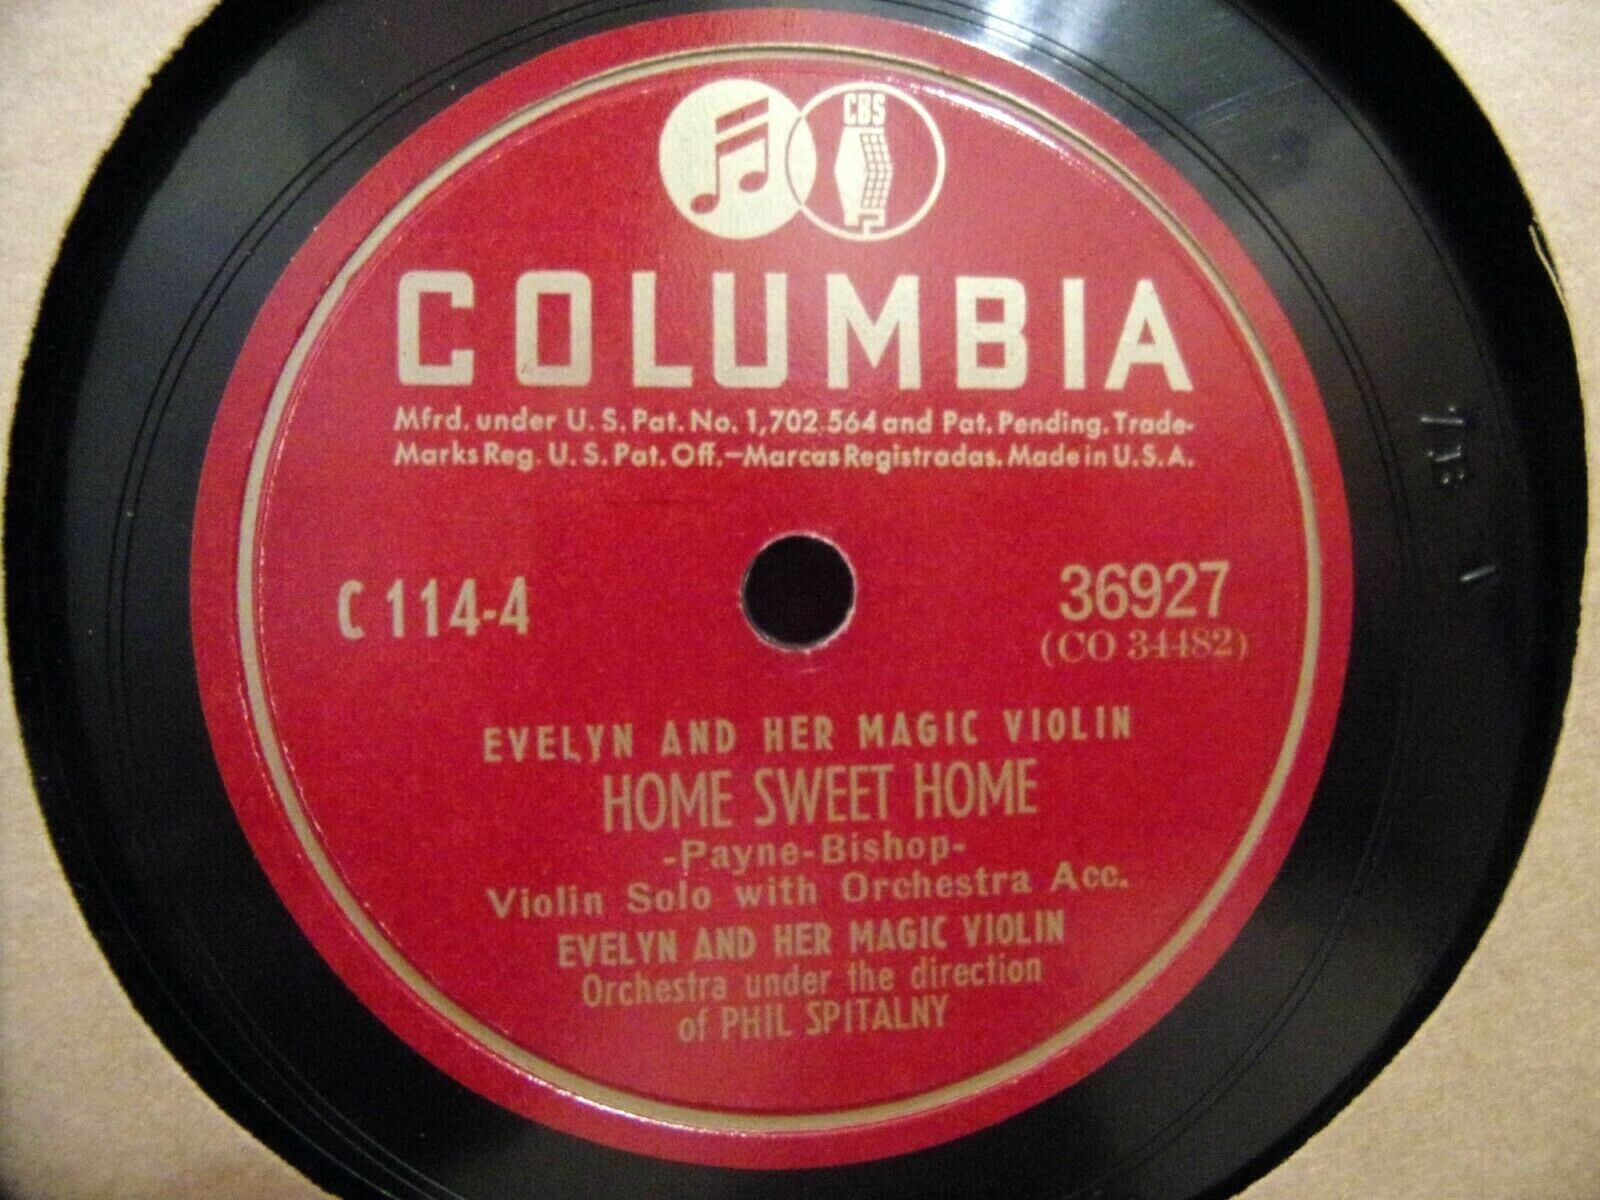 CBS
COLUMBIA
Mfrd. under U. S. Pat. No. 1,702.564 and Pat. Pending. Trade-
Marks Reg. U. S. Pat. Off.—Marcas Registradas. Made in U. S. A.
C 114-4
36927
(CO 34482)
EVELYN AND HER MAGIC VIOLIN
HOME SWEET HOME
-Payne-Bishop-
Violin Solo with Orchestra Acc.
EVELYN AND HER MAGIC VIOLIN
Orchestra under the direction
of PHIL SPITALNY